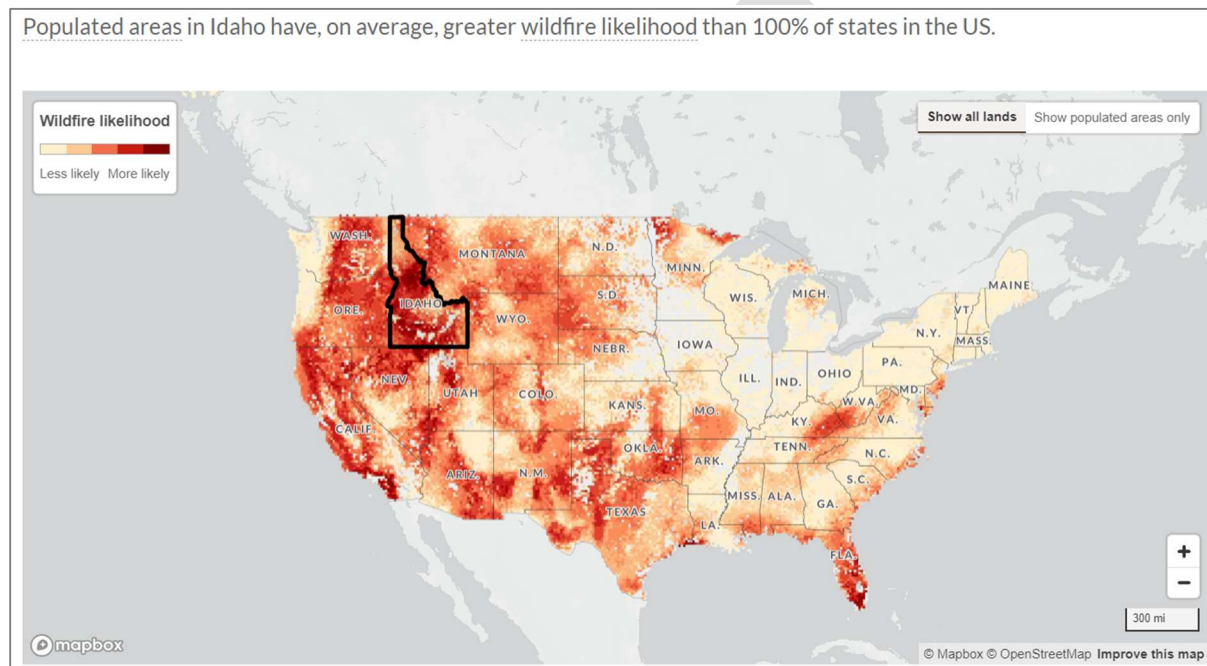 Populated areas in Idaho have, on average, greater wildfire likelihood than 100% of states in the US.
Wildfire likelihood
Less likely More likely
Show all lands Show populated areas only
WASH.
MONTANA
N.D.
MINN.
MAINE
ORE.
IDAHO
WYO.
S.D.
WIS.
MICH.
VT.
N.Y.
MASS.
NEBR.
IOWA
PA.
NEV.
UTAH
COLO.
KANS.
MO.
ILL.
IND.
OHIO
MD.
W.VA.
VA.
KY.
CALIF.
ARIZ.
N.M.
OKLA.
ARK.
TENN.
N.C.
S.C.
TEXAS
LA.
MISS.
ALA.
GA.
FLA.
+
−
300 mi
mapbox
© Mapbox © OpenStreetMap Improve this map